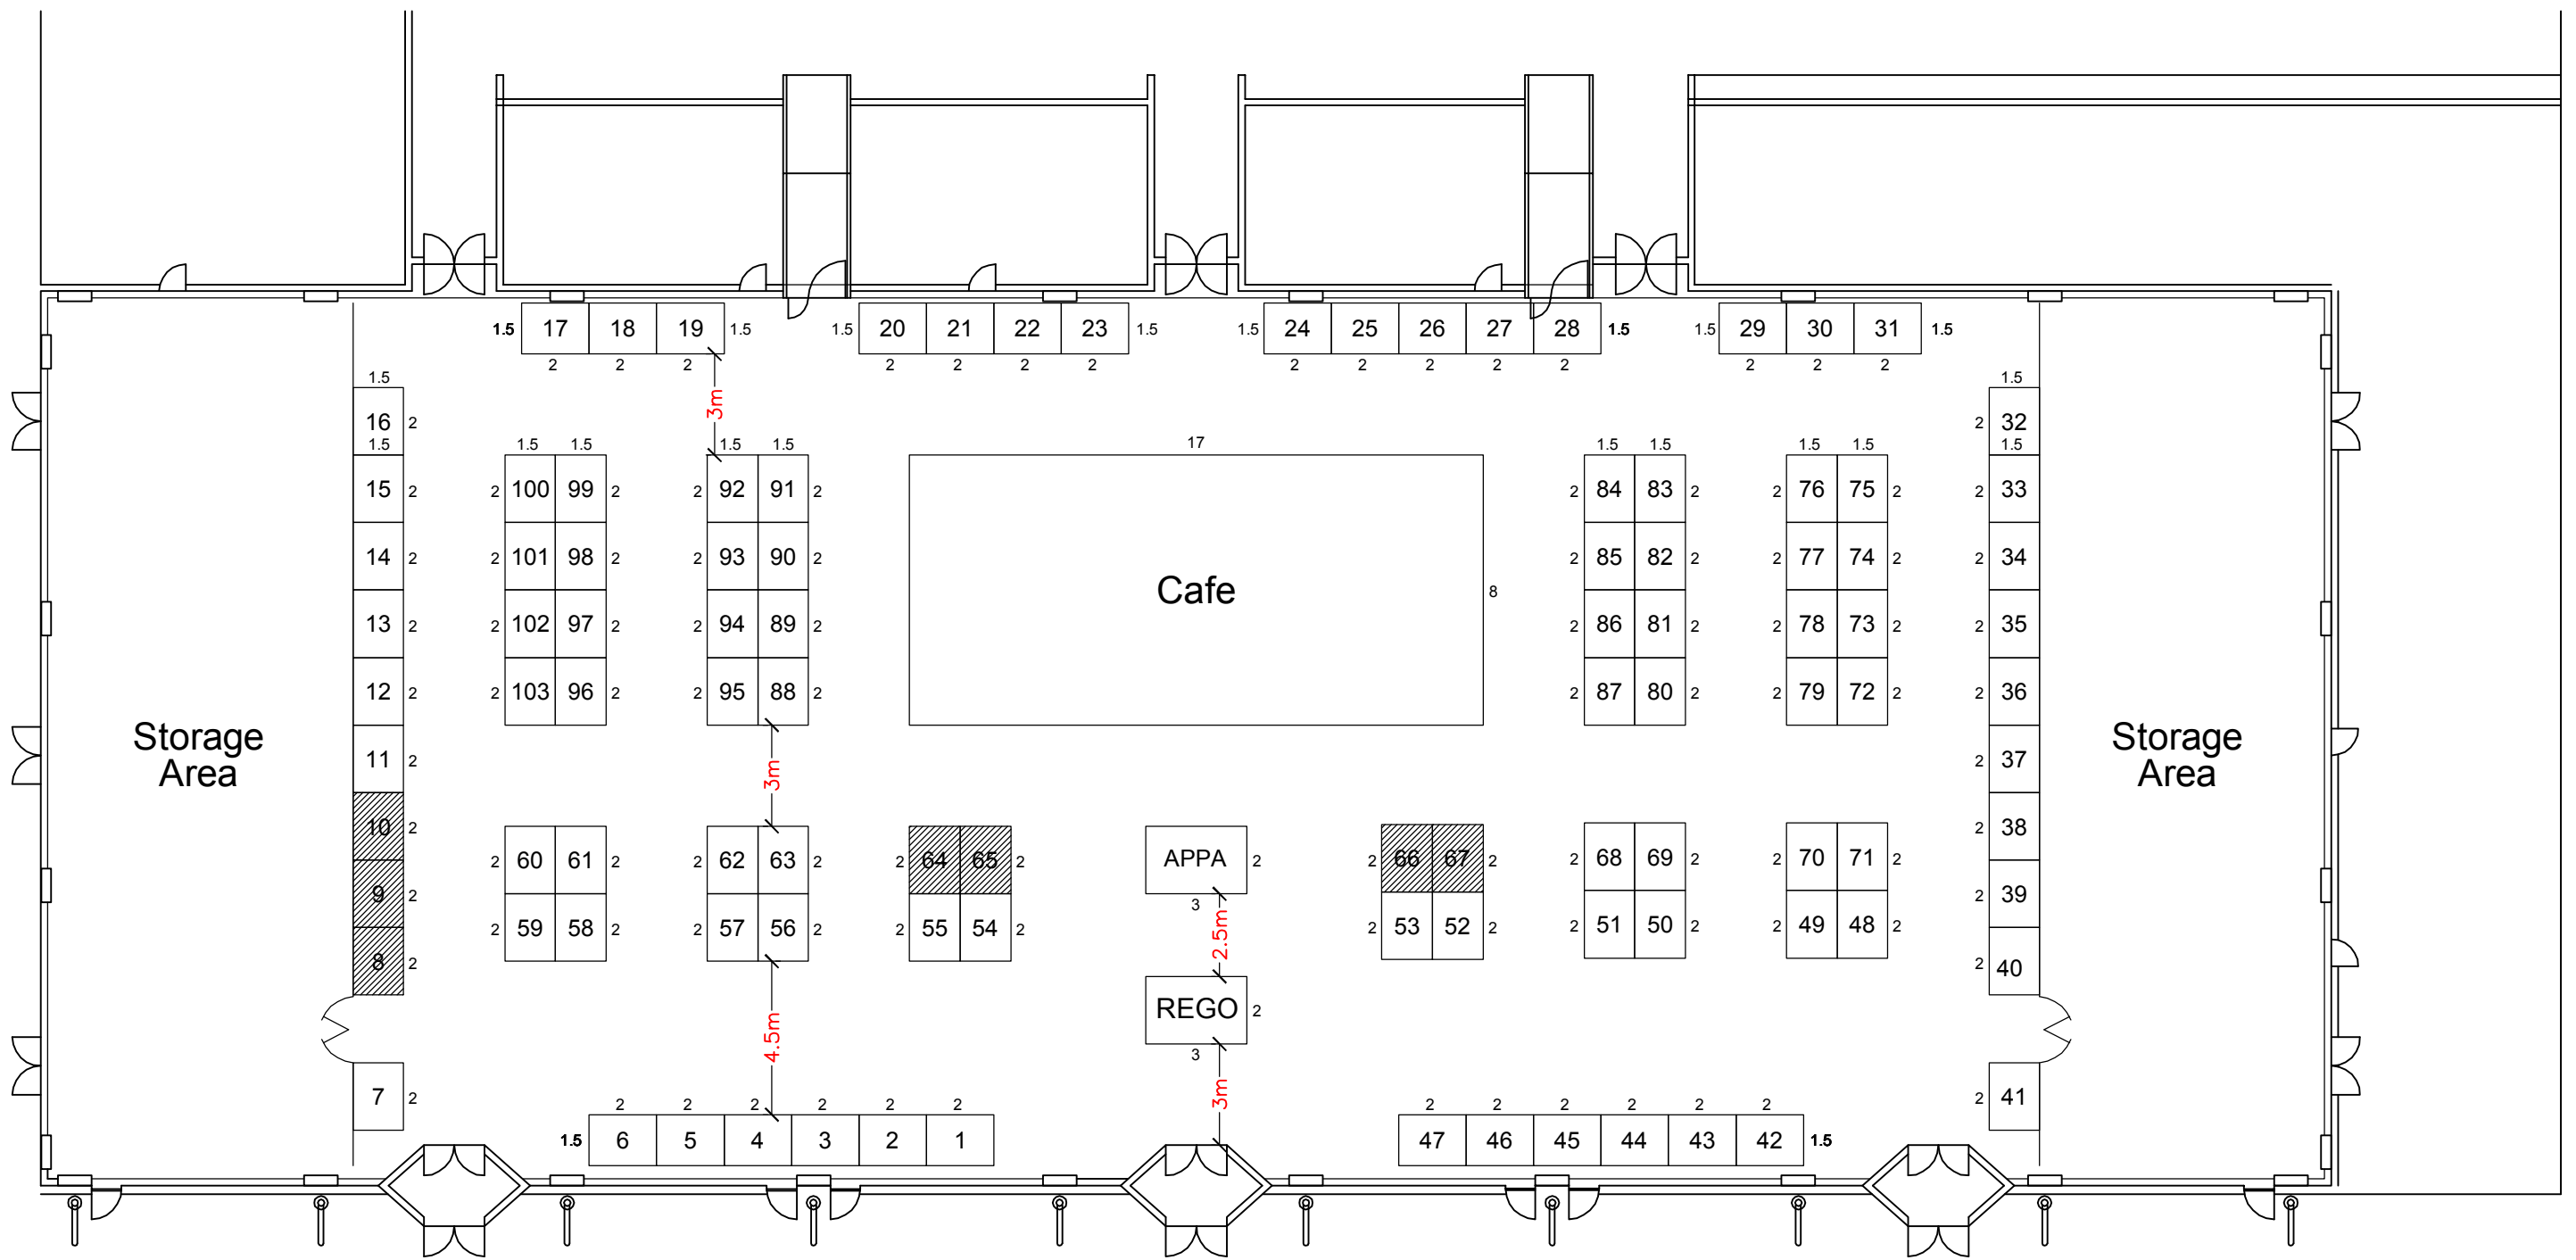 1.5 17 18 19 1.5 1.5 20 21 22 23 1.5 1.5 24 25 26 27 28 1.5 1.5 29 30 31 1.5
2 2 2 2 2 2 2 2 2 2 2 2 2 2 2
1.5 1.5
3m
16 2 2 32
1.5 1.5 1.5 1.5 1.5 17 1.5 1.5 1.5 1.5 1.5
15 2 2 100 99 2 2 92 91 2 2 84 83 2 2 76 75 2 2 33
14 2 2 101 98 2 2 93 90 2 2 85 82 2 2 77 74 2 2 34
Cafe 8
13 2 2 102 97 2 2 94 89 2 2 86 81 2 2 78 73 2 2 35
12 2 2 103 96 2 2 95 88 2 2 87 80 2 2 79 72 2 2 36
Storage
Area
11 2 3m 2 37
Storage
Area
10 2 2 38
2 60 61 2 2 62 63 2 2 64 65 2 APPA 2 2 66 67 2 2 68 69 2 2 70 71 2
9 2 3 2 39
2 59 58 2 2 57 56 2 2 55 54 2 2.5m 2 53 52 2 2 51 50 2 2 49 48 2
8 2 2 40
REGO 2
4.5m 3
7 2 3m 2 41
2 2 2 2 2 2 2 2 2 2 2 2
1.5 6 5 4 3 2 1 47 46 45 44 43 42 1.5